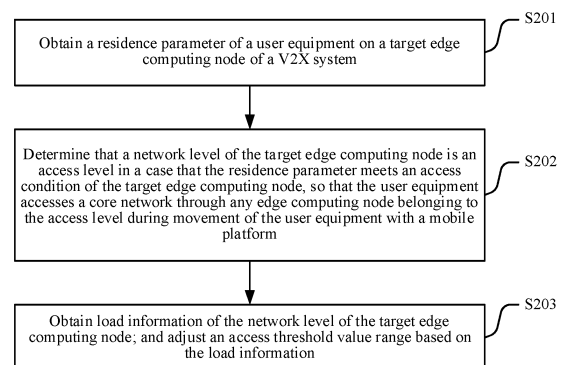 S201
Obtain a residence parameter of a user equipment on a target edge
computing node of a V2X system
S202
Determine that a network level of the target edge computing node is an
access level in a case that the residence parameter meets an access
condition of the target edge computing node, so that the user equipment
accesses a core network through any edge computing node belonging to
the access level during movement of the user equipment with a mobile
platform
S203
Obtain load information of the network level of the target edge
computing node; and adjust an access threshold value range based on
the load information